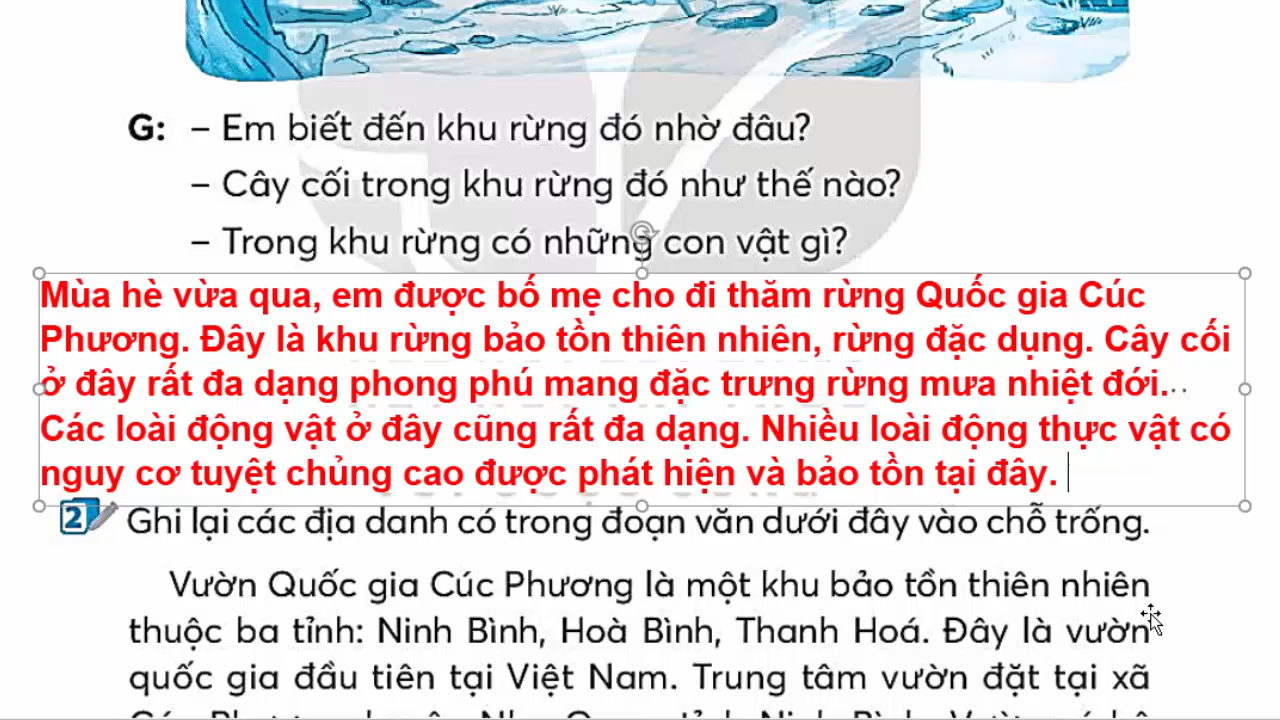 G: – Em biết đến khu rừng đó nhờ đâu?
– Cây cối trong khu rừng đó như thế nào?
– Trong khu rừng có những con vật gì?
Mùa hè vừa qua, em được bố mẹ cho đi thăm rừng Quốc gia Cúc
Phương. Đây là khu rừng bảo tồn thiên nhiên, rừng đặc dụng. Cây cối
ở đây rất đa dạng phong phú mang đặc trưng rừng mưa nhiệt đới.
Các loài động vật ở đây cũng rất đa dạng. Nhiều loài động thực vật có
nguy cơ tuyệt chủng cao được phát hiện và bảo tồn tại đây.
2 Ghi lại các địa danh có trong đoạn văn dưới đây vào chỗ trống.
Vườn Quốc gia Cúc Phương là một khu bảo tồn thiên nhiên
thuộc ba tỉnh: Ninh Bình, Hoà Bình, Thanh Hoá. Đây là vườn
quốc gia đầu tiên tại Việt Nam. Trung tâm vườn đặt tại xã